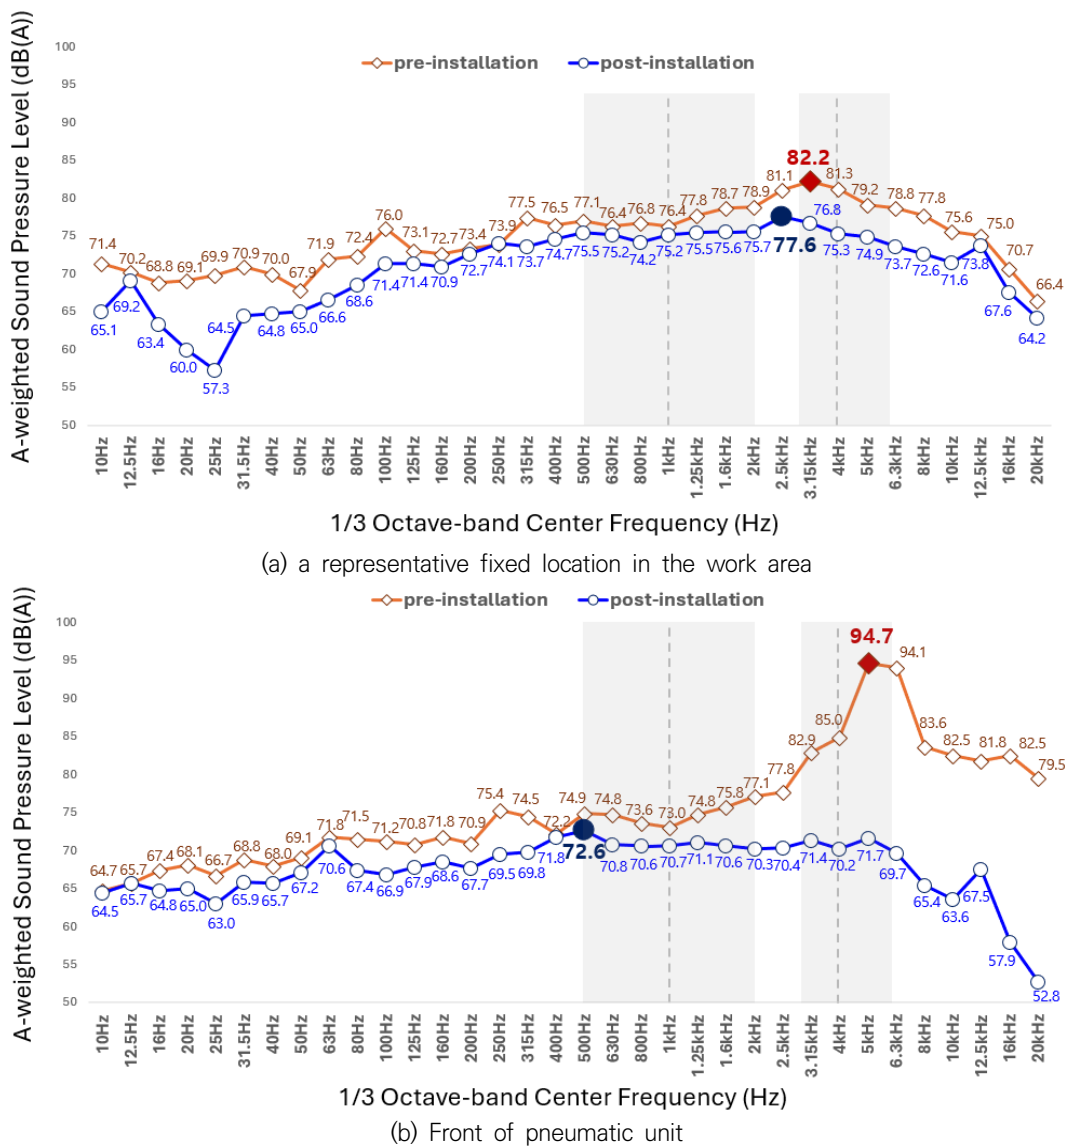 A-weighted Sound Pressure Level (dB(A))
pre-installation post-installation
100
95
90
85
80
75
70
65
60
55
50
71.4 70.2 68.8 69.1 69.9 70.9 70.0 67.9 71.9 72.4 76.0 73.1 72.7 73.4 73.9 77.5 76.5 77.1 76.4 76.8 76.4 77.8 78.7 78.9 81.1 82.2 81.3 79.2 78.8 77.8 75.6 75.0 70.7 66.4
65.1 69.2 63.4 60.0 57.3 64.5 64.8 65.0 66.6 68.6 71.4 71.4 70.9 72.7 74.1 73.7 74.7 75.5 75.2 74.2 75.2 75.5 75.6 75.7 77.6 76.8 75.3 74.9 73.7 72.6 71.6 73.8 67.6 64.2
10Hz 12.5Hz 16Hz 20Hz 25Hz 31.5Hz 40Hz 50Hz 63Hz 80Hz 100Hz 125Hz 160Hz 200Hz 250Hz 315Hz 400Hz 500Hz 630Hz 800Hz 1kHz 1.25kHz 1.6kHz 2kHz 2.5kHz 3.15kHz 4kHz 5kHz 6.3kHz 8kHz 10kHz 12.5kHz 16kHz 20kHz
1/3 Octave-band Center Frequency (Hz)
(a) a representative fixed location in the work area
A-weighted Sound Pressure Level (dB(A))
pre-installation post-installation
100
95
90
85
80
75
70
65
60
55
50
64.7 65.7 67.4 68.1 66.7 68.8 68.0 69.1 71.8 71.5 71.2 70.8 71.8 70.9 75.4 74.5 72.2 74.9 74.8 73.6 73.0 74.8 75.8 77.1 77.8 82.9 85.0 94.7 94.1 83.6 82.5 81.8 82.5 79.5
64.5 65.7 64.8 65.0 63.0 65.9 65.7 67.2 70.6 67.4 66.9 67.9 68.6 67.7 69.5 69.8 71.8 72.6 70.8 70.6 70.7 71.1 70.6 70.3 70.4 71.4 70.2 71.7 69.7 65.4 63.6 67.5 57.9 52.8
10Hz 12.5Hz 16Hz 20Hz 25Hz 31.5Hz 40Hz 50Hz 63Hz 80Hz 100Hz 125Hz 160Hz 200Hz 250Hz 315Hz 400Hz 500Hz 630Hz 800Hz 1kHz 1.25kHz 1.6kHz 2kHz 2.5kHz 3.15kHz 4kHz 5kHz 6.3kHz 8kHz 10kHz 12.5kHz 16kHz 20kHz
1/3 Octave-band Center Frequency (Hz)
(b) Front of pneumatic unit